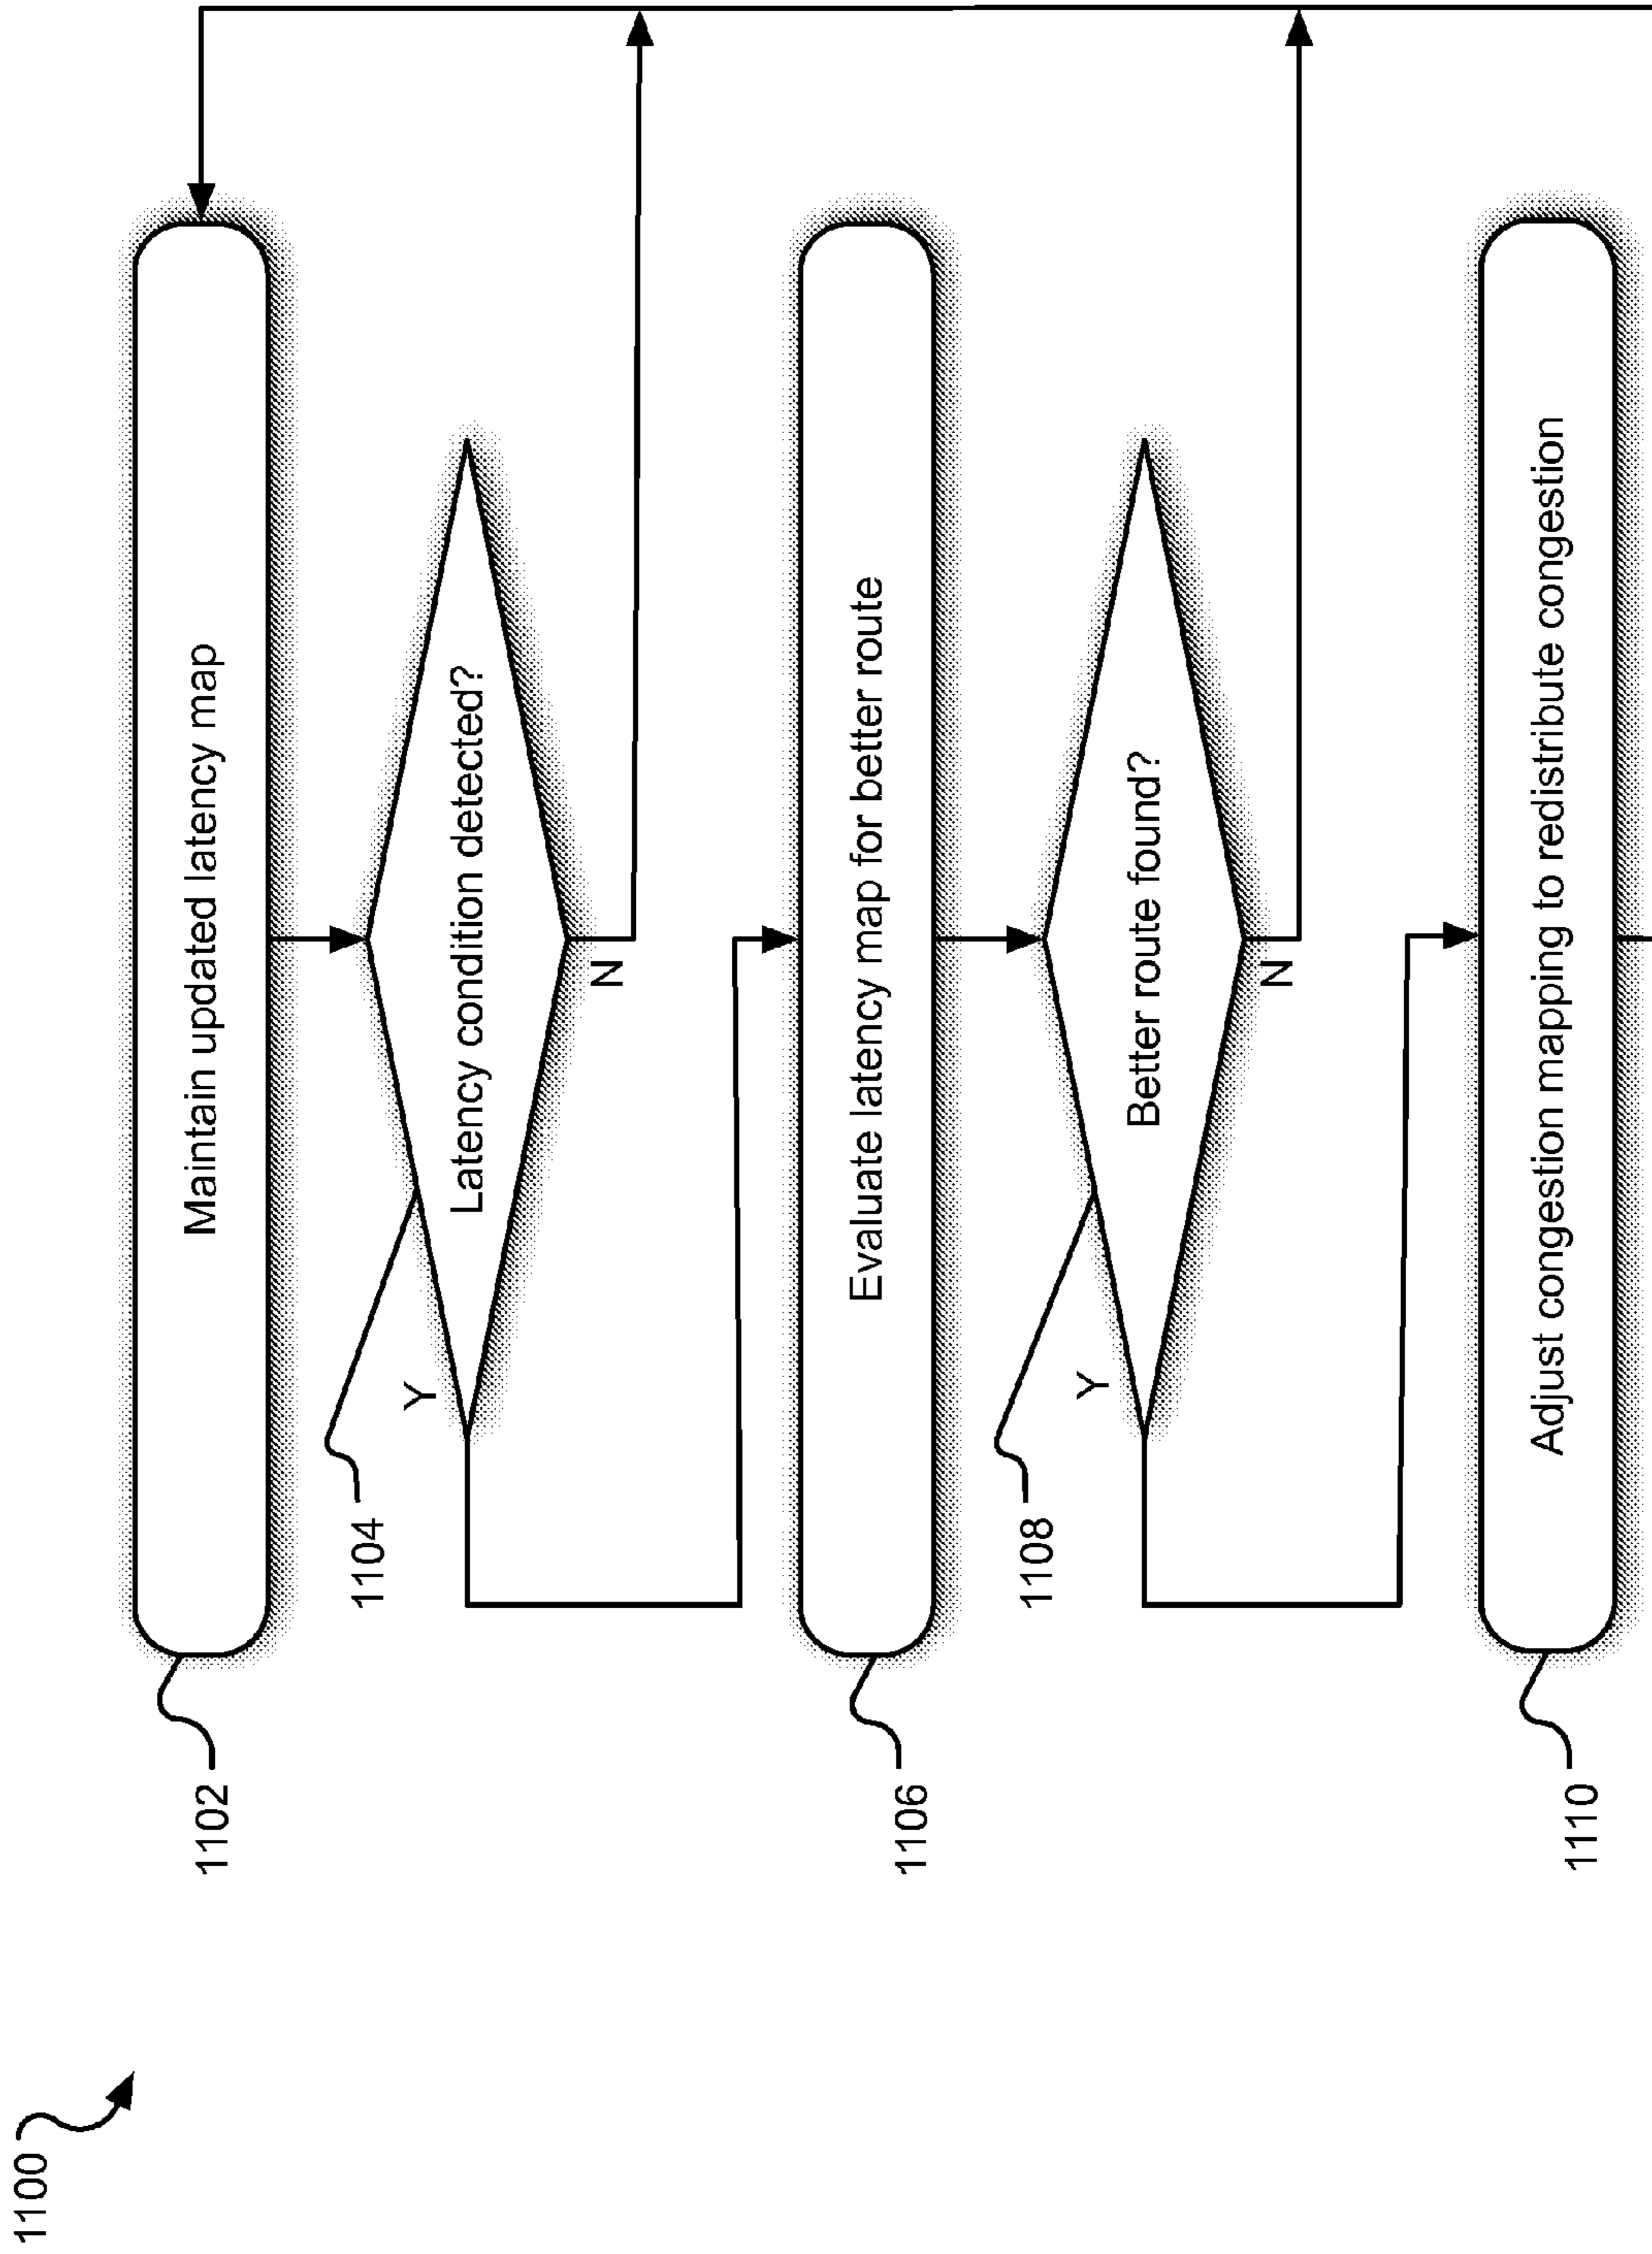 1100
1102
Maintain updated latency map
1104
Y
Latency condition detected?
N
1106
Evaluate latency map for better route
1108
Y
Better route found?
N
1110
Adjust congestion mapping to redistribute congestion